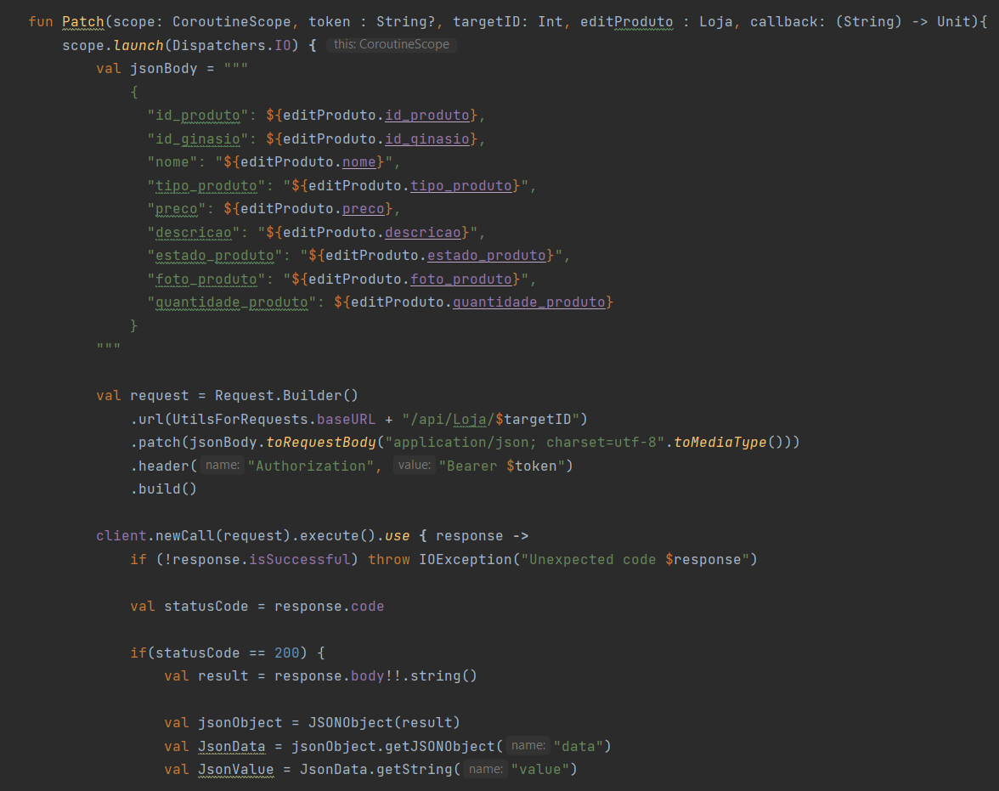 fun Patch(scope: CoroutineScope, token : String?, targetID: Int, editProduto : Loja, callback: (String) -> Unit){
    scope.launch(Dispatchers.IO) { this: CoroutineScope
        val jsonBody = """
            {
              "id_produto": ${editProduto.id_produto},
              "id_ginasio": ${editProduto.id_ginasio},
              "nome": "${editProduto.nome}",
              "tipo_produto": "${editProduto.tipo_produto}",
              "preco": ${editProduto.preco},
              "descricao": "${editProduto.descricao}",
              "estado_produto": "${editProduto.estado_produto}",
              "foto_produto": "${editProduto.foto_produto}",
              "quantidade_produto": ${editProduto.quantidade_produto}
            }
        """
        val request = Request.Builder()
            .url(UtilsForRequests.baseURL + "/api/Loja/$targetID")
            .patch(jsonBody.toRequestBody("application/json; charset=utf-8".toMediaType()))
            .header( name: "Authorization", value: "Bearer $token")
            .build()
        client.newCall(request).execute().use { response ->
            if (!response.isSuccessful) throw IOException("Unexpected code $response")
            val statusCode = response.code
            if(statusCode == 200) {
                val result = response.body!!.string()
                val jsonObject = JSONObject(result)
                val JsonData = jsonObject.getJSONObject( name: "data")
                val JsonValue = JsonData.getString( name: "value")